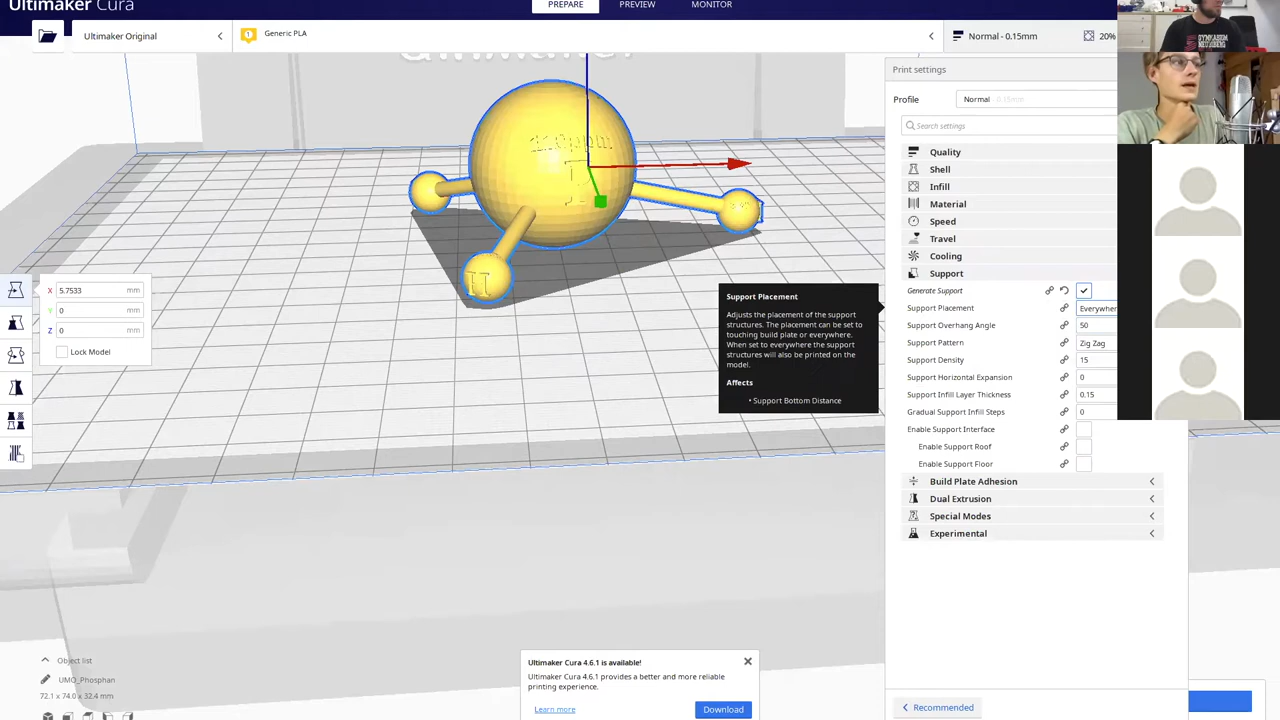 Ultimaker Cura
PREPARE
PREVIEW
MONITOR
Ultimaker Original
1
Generic PLA
Normal - 0.15mm
20%
Print settings
Profile
Normal 0.15mm
Search settings
Quality
Shell
Infill
Material
Speed
Travel
Cooling
Support
Generate Support
Support Placement
Everywher
Support Overhang Angle
50
Support Pattern
Zig Zag
Support Density
15
Support Horizontal Expansion
0
Support Infill Layer Thickness
0.15
Gradual Support Infill Steps
0
Enable Support Interface
Enable Support Roof
Enable Support Floor
Build Plate Adhesion
Dual Extrusion
Special Modes
Experimental
Recommended
X 5.7533 mm
Y 0 mm
Z 0 mm
Lock Model
Support Placement
Adjusts the placement of the support
structures. The placement can be set to
touching build plate or everywhere.
When set to everywhere the support
structures will also be printed on the
model.
Affects
• Support Bottom Distance
H
Object list
UMO_Phosphan
72.1 x 74.0 x 32.4 mm
Ultimaker Cura 4.6.1 is available!
Ultimaker Cura 4.6.1 provides a better and more reliable
printing experience.
Learn more
Download